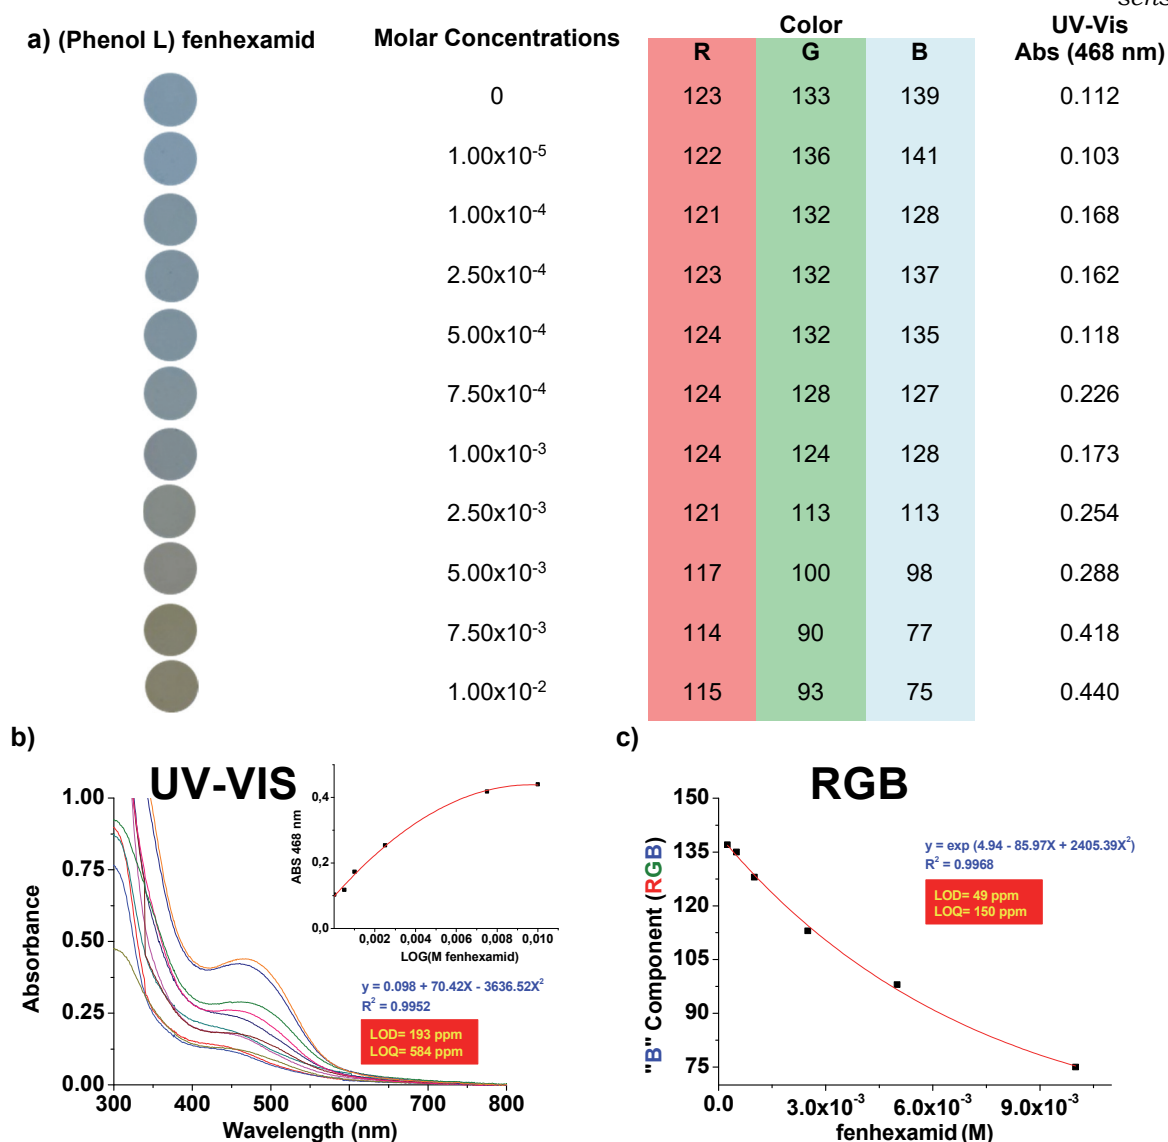 sens
a) (Phenol L) fenhexamid Molar Concentrations Color UV-Vis
R G B Abs (468 nm)
0 123 133 139 0.112
1.00x10-5 122 136 141 0.103
1.00x10-4 121 132 128 0.168
2.50x10-4 123 132 137 0.162
5.00x10-4 124 132 135 0.118
7.50x10-4 124 128 127 0.226
1.00x10-3 124 124 128 0.173
2.50x10-3 121 113 113 0.254
5.00x10-3 117 100 98 0.288
7.50x10-3 114 90 77 0.418
1.00x10-2 115 93 75 0.440
b)
UV-VIS
1.00
0.75
0.50
0.25
0.00
Absorbance
300 400 500 600 700 800
Wavelength (nm)
0,4
0,2
0,0
ABS 468 nm
0,002 0,004 0,006 0,008 0,010
LOG(M fenhexamid)
y = 0.098 + 70.42X - 3636.52X2
R2 = 0.9952
LOD= 193 ppm
LOQ= 584 ppm
c)
RGB
150
135
120
105
90
75
"B" Component (RGB)
y = exp (4.94 - 85.97X + 2405.39X2)
R2 = 0.9968
LOD= 49 ppm
LOQ= 150 ppm
0.0 3.0x10-3 6.0x10-3 9.0x10-3
fenhexamid (M)